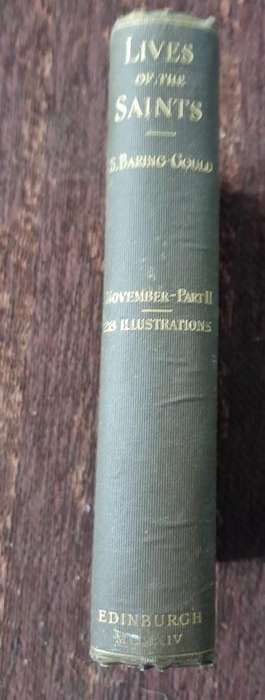 LIVES
OF THE
SAINTS
S. BARING-GOULD
NOVEMBER-PART II
28 ILLUSTRATIONS
EDINBURGH